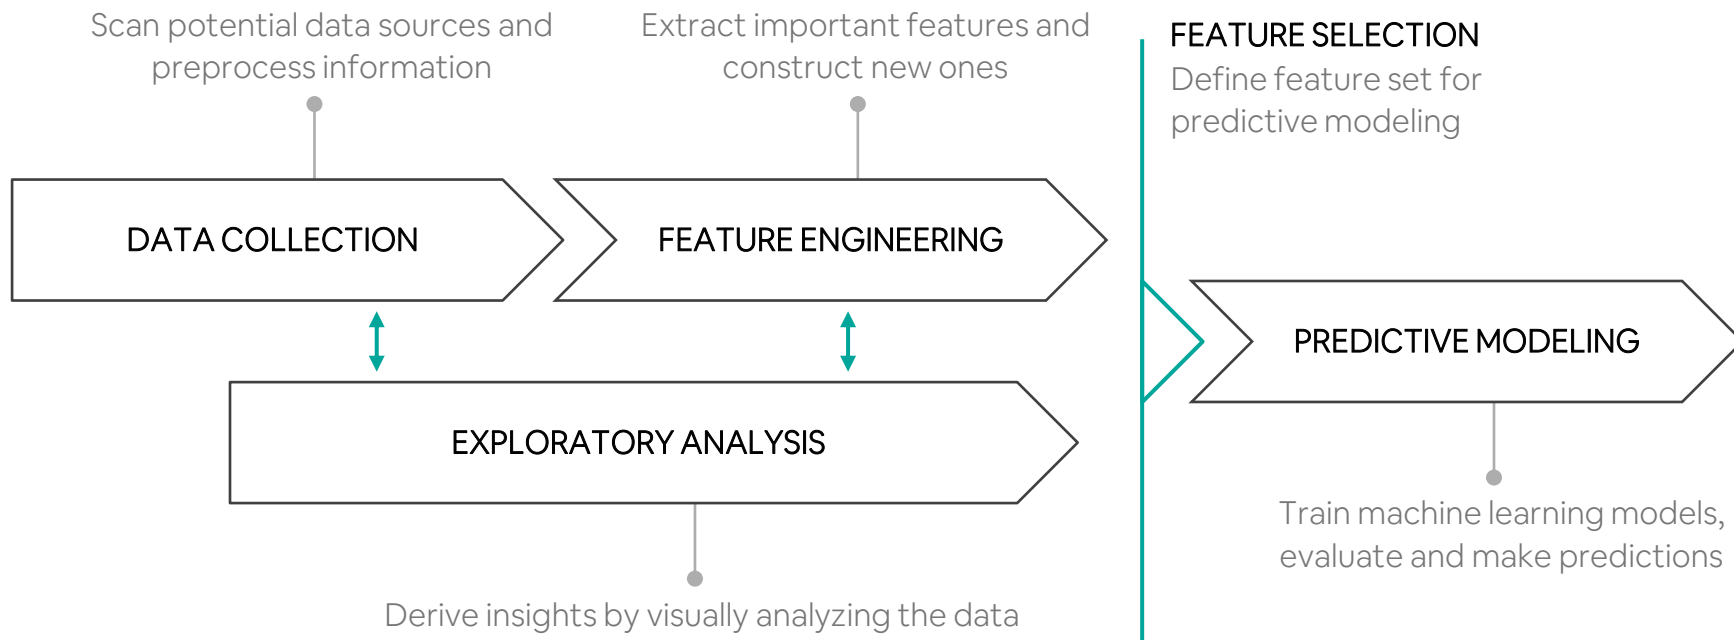 Scan potential data sources and
preprocess information
Extract important features and
construct new ones
FEATURE SELECTION
Define feature set for
predictive modeling
DATA COLLECTION
FEATURE ENGINEERING
PREDICTIVE MODELING
EXPLORATORY ANALYSIS
Train machine learning models,
evaluate and make predictions
Derive insights by visually analyzing the data